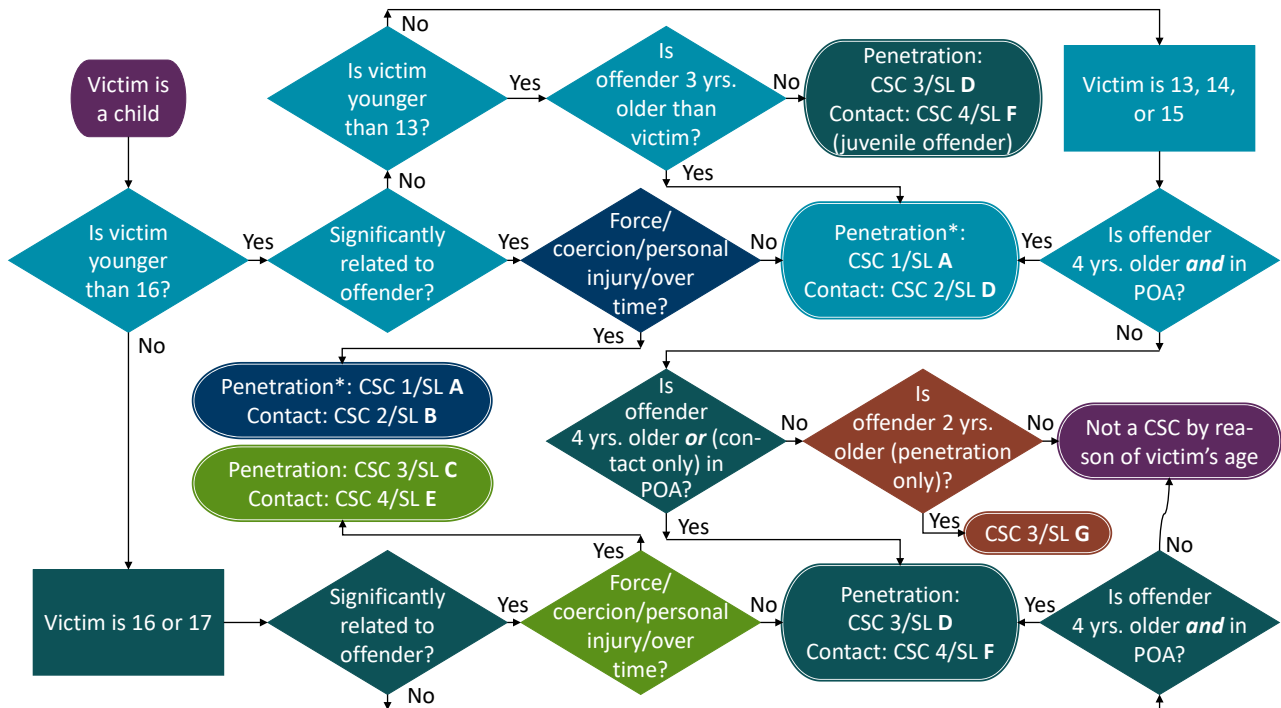 No
Victim is
a child
Is victim
younger
than 13?
Yes
Is
offender 3 yrs.
older than
victim?
No
Penetration:
CSC 3/SL D
Contact: CSC 4/SL F
(juvenile offender)
Victim is 13, 14,
or 15
No
Yes
Is victim
younger
than 16?
Yes
Significantly
related to
offender?
Yes
Force/
coercion/personal
injury/over
time?
No
Penetration*:
CSC 1/SL A
Contact: CSC 2/SL D
Yes
Is offender
4 yrs. older and in
POA?
No
Yes
No
Penetration*: CSC 1/SL A
Contact: CSC 2/SL B
Is
offender
4 yrs. older or (con-
tact only) in
POA?
No
Is
offender 2 yrs.
older (penetration
only)?
No
Not a CSC by rea-
son of victim's age
Penetration: CSC 3/SL C
Contact: CSC 4/SL E
Yes
Yes
CSC 3/SL G
Yes
No
Victim is 16 or 17
Significantly
related to
offender?
Yes
Force/
coercion/personal
injury/over
time?
No
Penetration:
CSC 3/SL D
Contact: CSC 4/SL F
Yes
Is offender
4 yrs. older and in
POA?
No